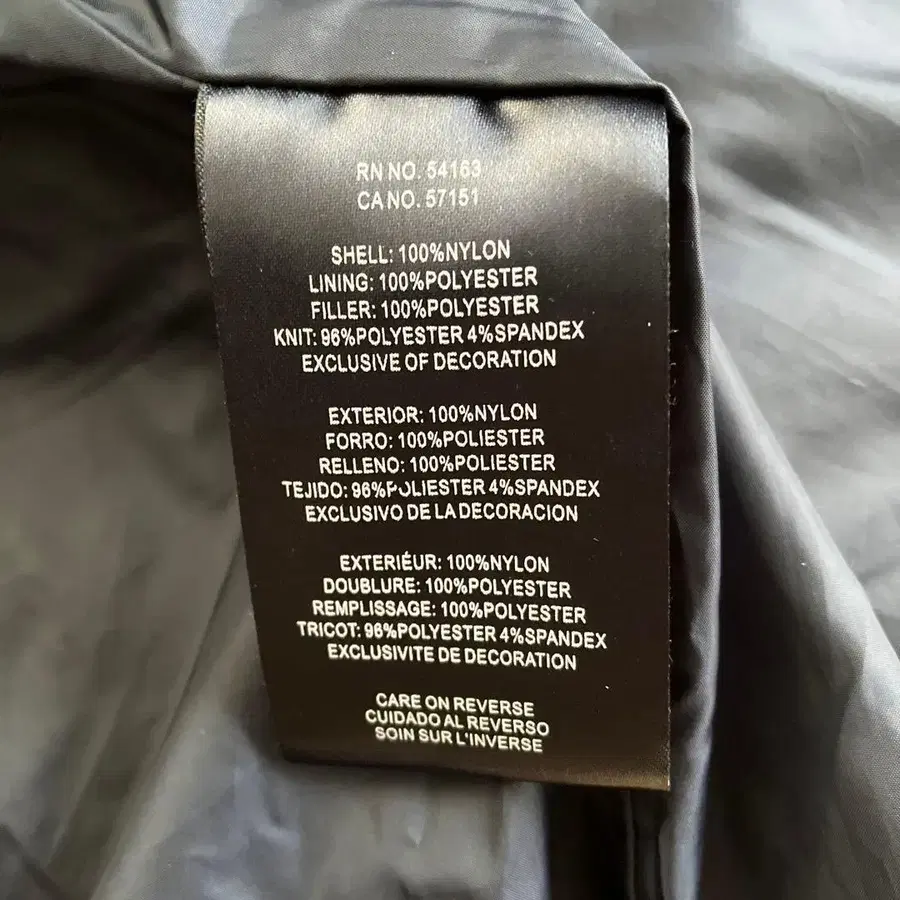 RN NO. 54163
CA NO. 57151
SHELL: 100%NYLON
LINING: 100%POLYESTER
FILLER: 100%POLYESTER
KNIT: 96%POLYESTER 4%SPANDEX
EXCLUSIVE OF DECORATION
EXTERIOR: 100%NYLON
FORRO: 100%POLIESTER
RELLENO: 100%POLIESTER
TEJIDO: 96%POLIESTER 4%SPANDEX
EXCLUSIVO DE LA DECORACION
EXTERIÉUR: 100%NYLON
DOUBLURE: 100%POLYESTER
REMPLISSAGE: 100%POLYESTER
TRICOT: 96%POLYESTER 4%SPANDEX
EXCLUSIVITE DE DECORATION
CARE ON REVERSE
CUIDADO AL REVERSO
SOIN SUR L'INVERSE